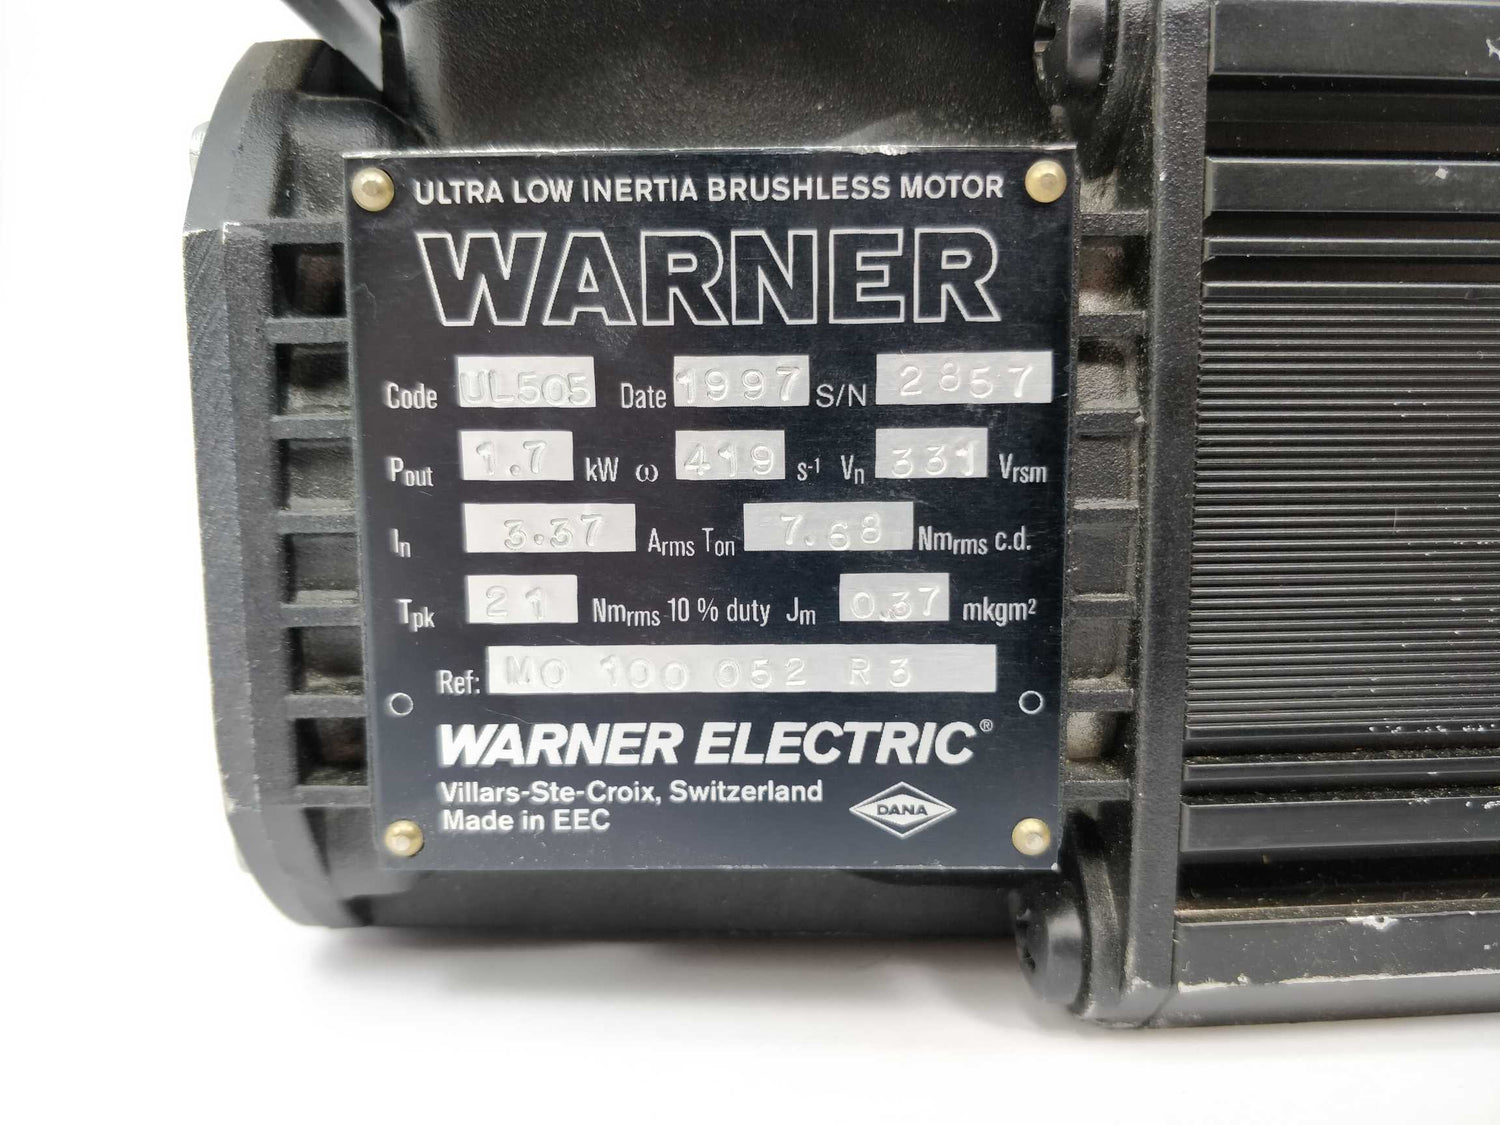 ULTRA LOW INERTIA BRUSHLESS MOTOR
WARNER
Code UL505 Date 1997 S/N 2857
Pout 1.7 kW ω 419 s-1 Vn 331 Vrsm
In 3.37 Arms Ton 7.68 Nmrms c.d.
Tpk 21 Nmrms 10 % duty Jm 0.37 mkgm²
Ref: MO 100 052 R3
WARNER ELECTRIC®
Villars-Ste-Croix, Switzerland
Made in EEC
DANA